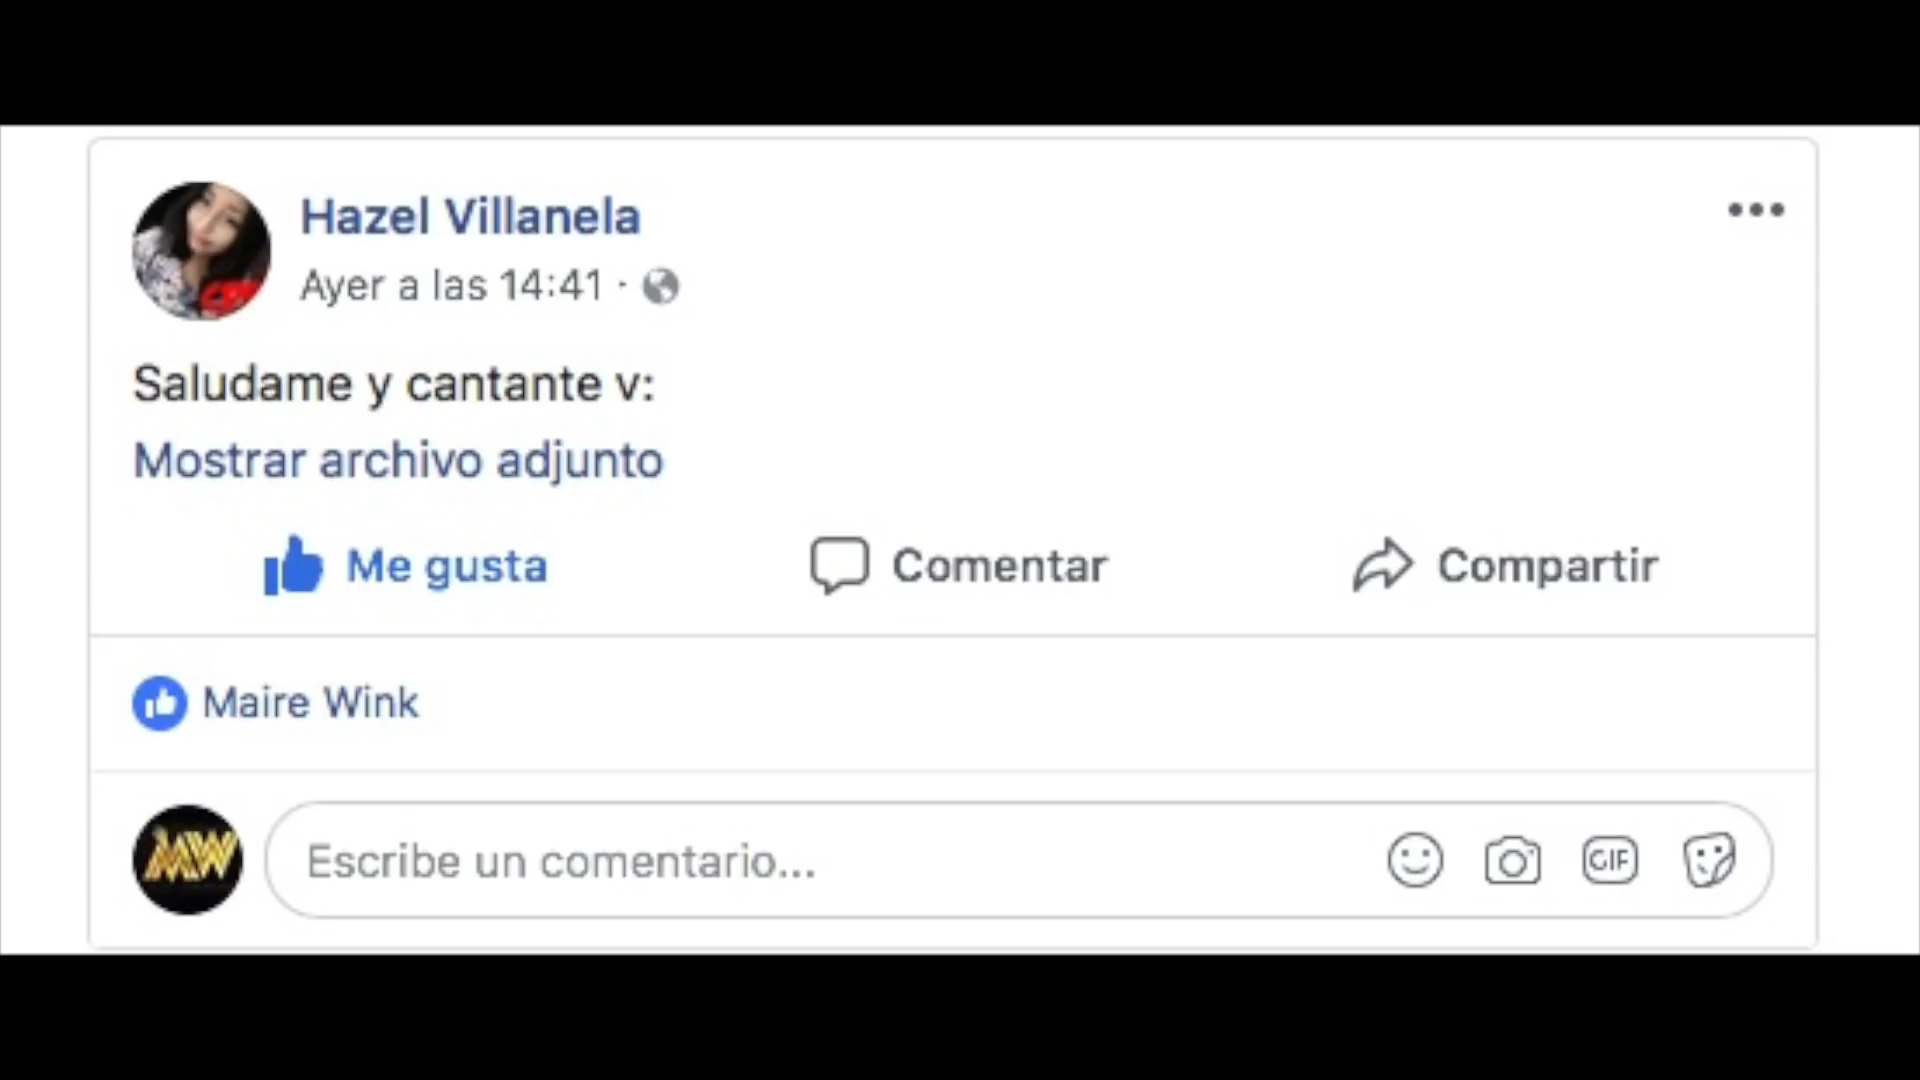 Hazel Villanela
Ayer a las 14:41 ·
Saludame y cantante v:
Mostrar archivo adjunto
Me gusta Comentar Compartir
Maire Wink
MW
Escribe un comentario... GIF